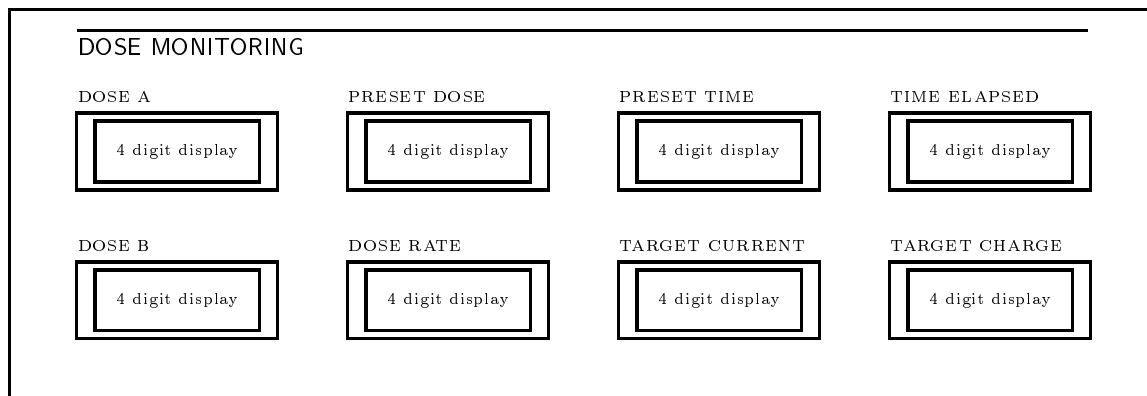 DOSE MONITORING
DOSE A PRESET DOSE PRESET TIME TIME ELAPSED
4 digit display 4 digit display 4 digit display 4 digit display
DOSE B DOSE RATE TARGET CURRENT TARGET CHARGE
4 digit display 4 digit display 4 digit display 4 digit display